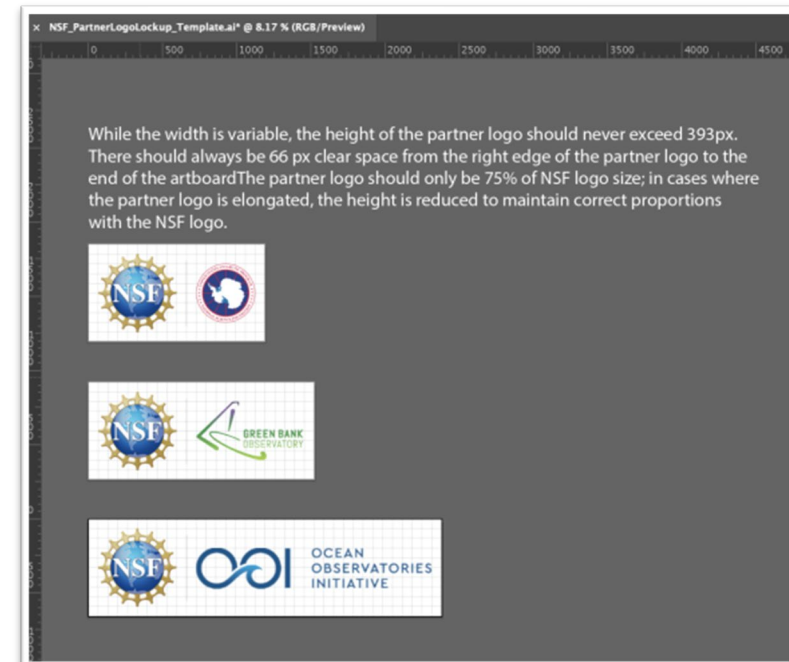 × NSF_PartnerLogoLockup_Template.ai* @ 8.17 % (RGB/Preview)
0 500 1000 1500 2000 2500 3000 3500 4000 4500
While the width is variable, the height of the partner logo should never exceed 393px.
There should always be 66 px clear space from the right edge of the partner logo to the
end of the artboardThe partner logo should only be 75% of NSF logo size; in cases where
the partner logo is elongated, the height is reduced to maintain correct proportions
with the NSF logo.
NSF
NSF
GREEN BANK
OBSERVATORY
NSF
OOI
OCEAN
OBSERVATORIES
INITIATIVE